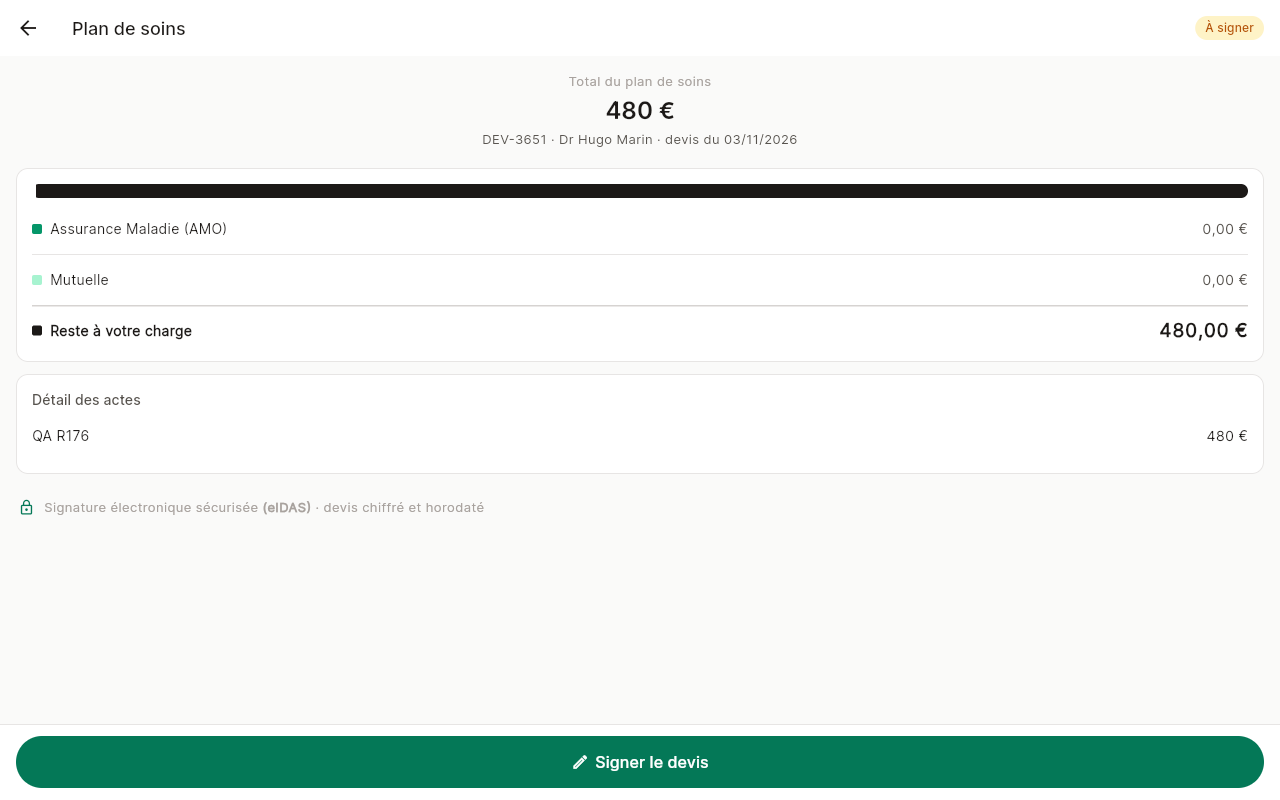 Plan de soins
À signer
Total du plan de soins
480 €
DEV-3651 · Dr Hugo Marin · devis du 03/11/2026
Assurance Maladie (AMO) 0,00 €
Mutuelle 0,00 €
Reste à votre charge 480,00 €
Détail des actes
QA R176 480 €
Signature électronique sécurisée (eIDAS) · devis chiffré et horodaté
Signer le devis